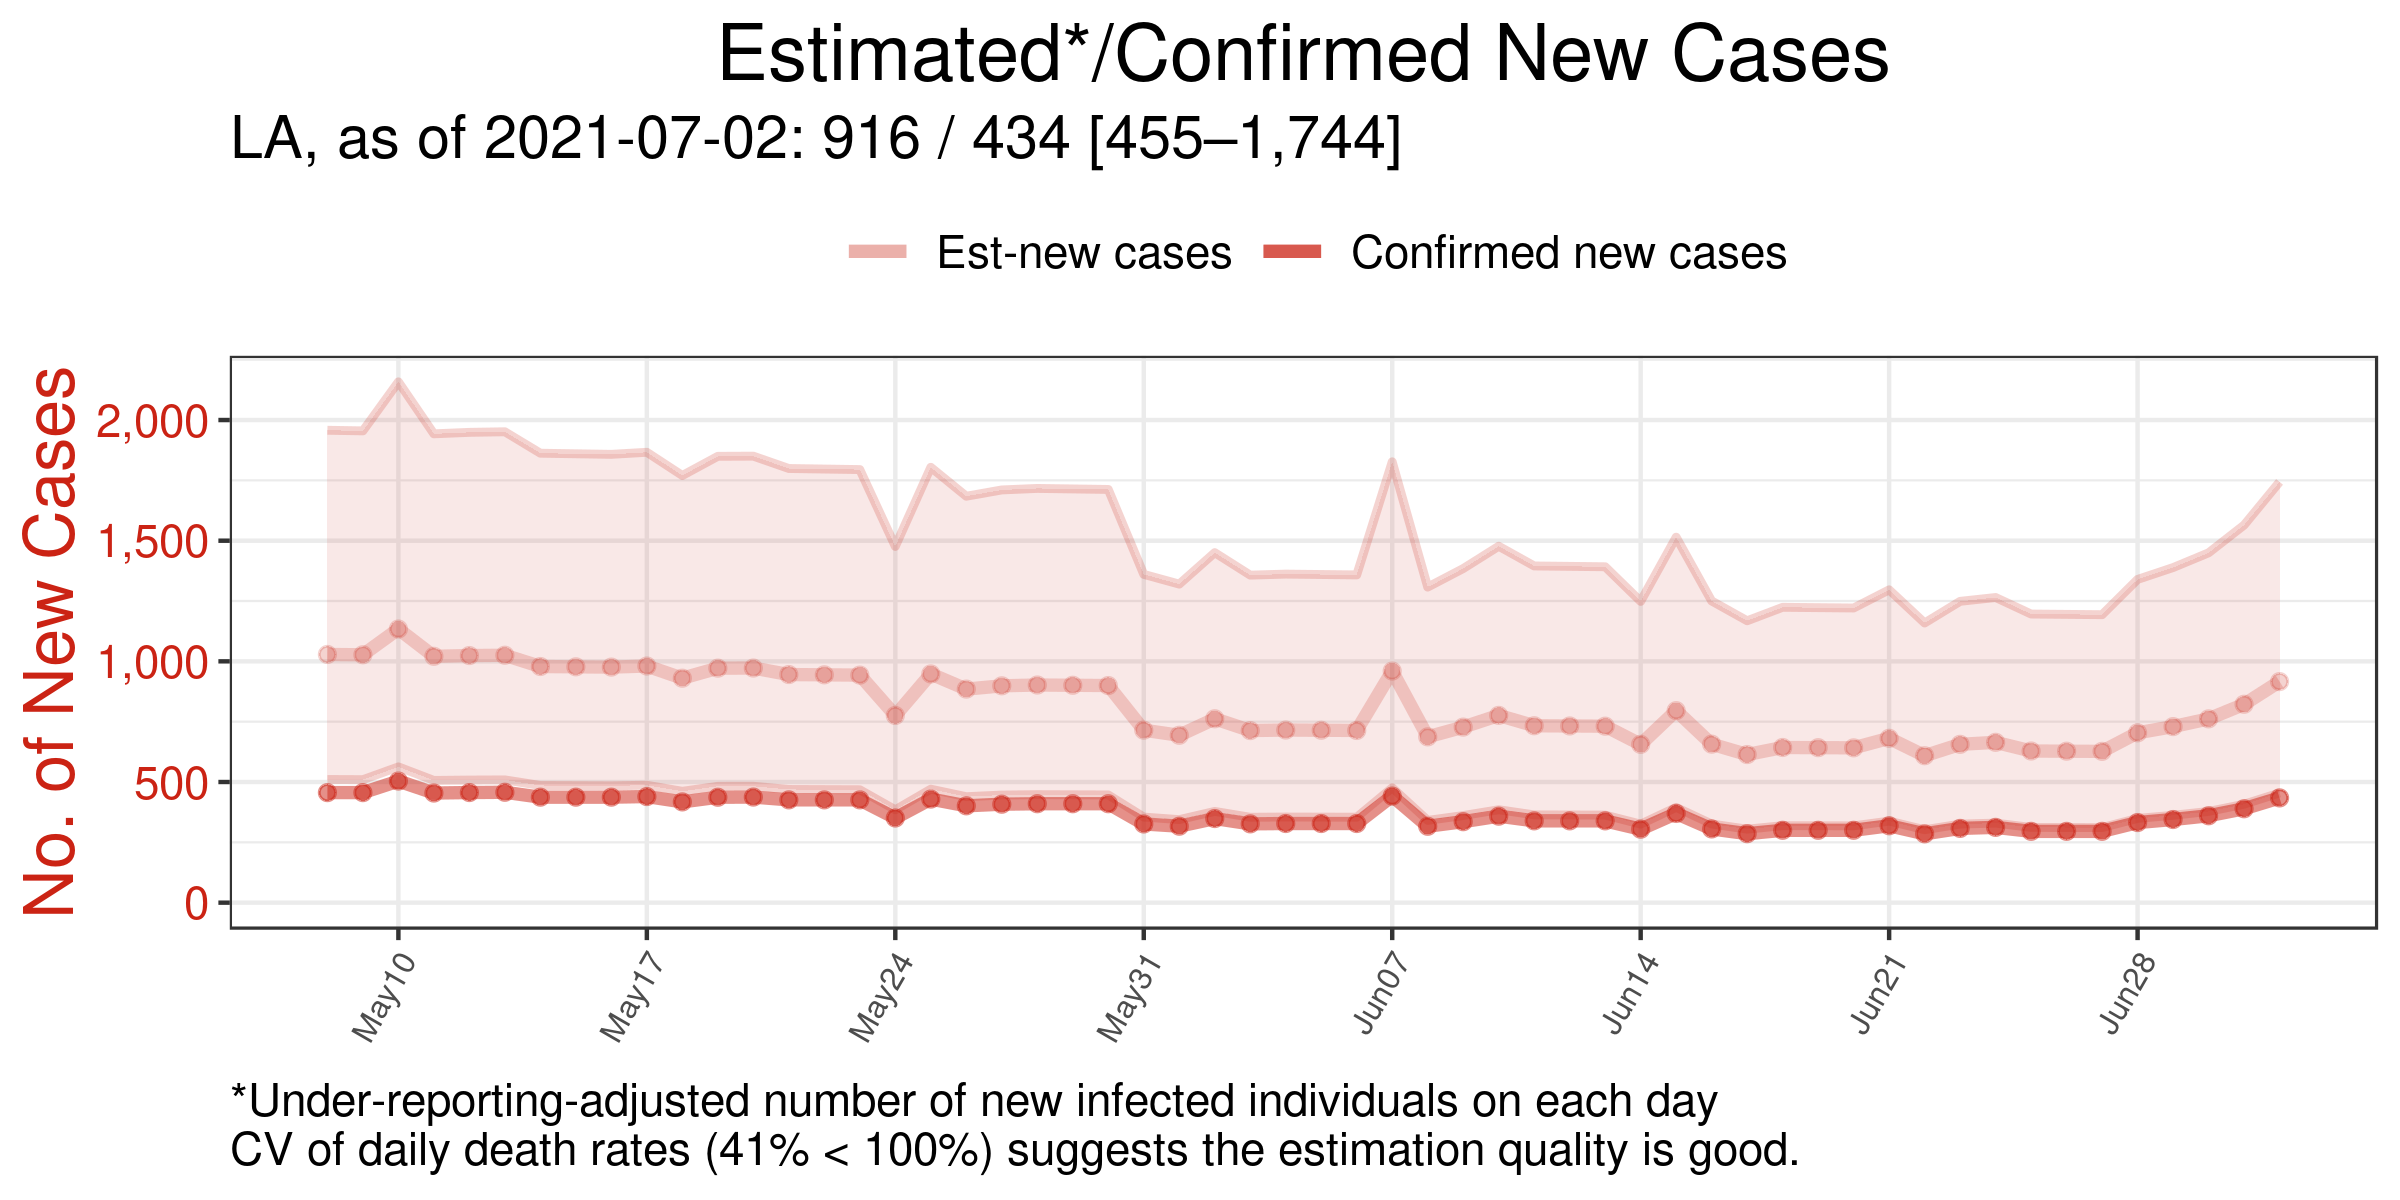 Estimated*/Confirmed New Cases
LA, as of 2021-07-02: 916 / 434 [455–1,744]
Est-new cases
Confirmed new cases
No. of New Cases
2,000
1,500
1,000
500
0
May10
May17
May24
May31
Jun07
Jun14
Jun21
Jun28
*Under-reporting-adjusted number of new infected individuals on each day
CV of daily death rates (41% < 100%) suggests the estimation quality is good.